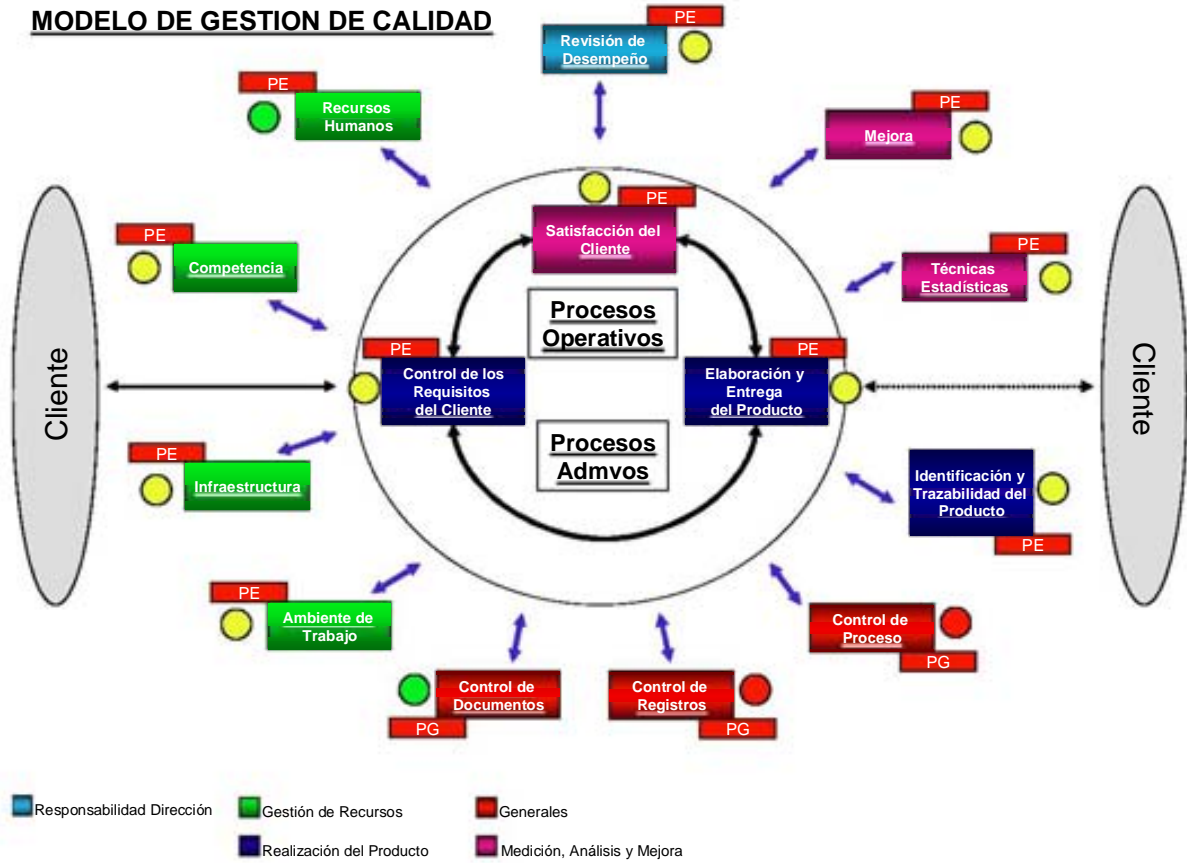 MODELO DE GESTION DE CALIDAD
PE
Revisión de
Desempeño
PE
Recursos
Humanos
PE
Mejora
PE
Satisfacción del
Cliente
PE
Competencia
PE
Técnicas
Estadísticas
Procesos
Operativos
Cliente
PE
Control de los
Requisitos
del Cliente
PE
Elaboración y
Entrega
del Producto
Cliente
Procesos
Admvos
PE
Infraestructura
Identificación y
Trazabilidad del
Producto
PE
PE
Ambiente de
Trabajo
Control de
Proceso
PG
Control de
Documentos
PG
Control de
Registros
PG
Responsabilidad Dirección
Gestión de Recursos
Generales
Realización del Producto
Medición, Análisis y Mejora